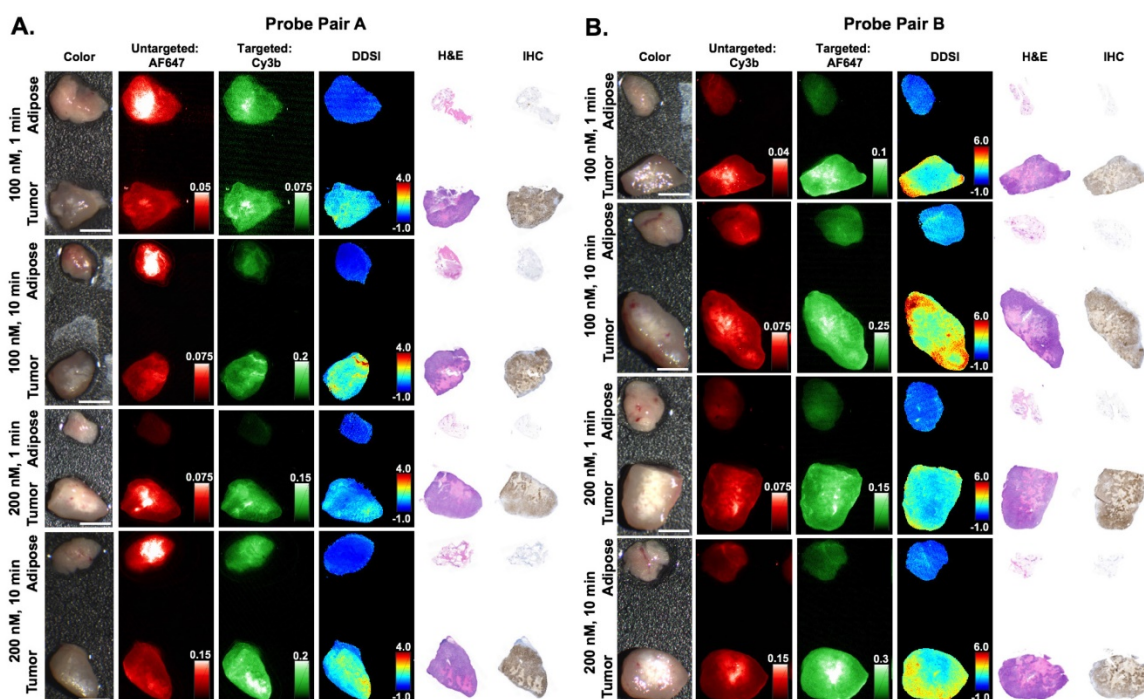 A.
Probe Pair A
Color
Untargeted:
AF647
Targeted:
Cy3b
DDSI
H&E
IHC
100 nM, 1 min
Adipose
Tumor
0.05
0.075
4.0
-1.0
100 nM, 10 min
Adipose
Tumor
0.075
0.2
4.0
-1.0
200 nM, 1 min
Adipose
Tumor
0.075
0.15
4.0
-1.0
200 nM, 10 min
Adipose
Tumor
0.15
0.2
4.0
-1.0
B.
Probe Pair B
Color
Untargeted:
Cy3b
Targeted:
AF647
DDSI
H&E
IHC
100 nM, 1 min
Adipose
Tumor
0.04
0.1
6.0
-1.0
100 nM, 10 min
Adipose
Tumor
0.075
0.25
6.0
-1.0
200 nM, 1 min
Adipose
Tumor
0.075
0.15
6.0
-1.0
200 nM, 10 min
Adipose
Tumor
0.15
0.3
6.0
-1.0